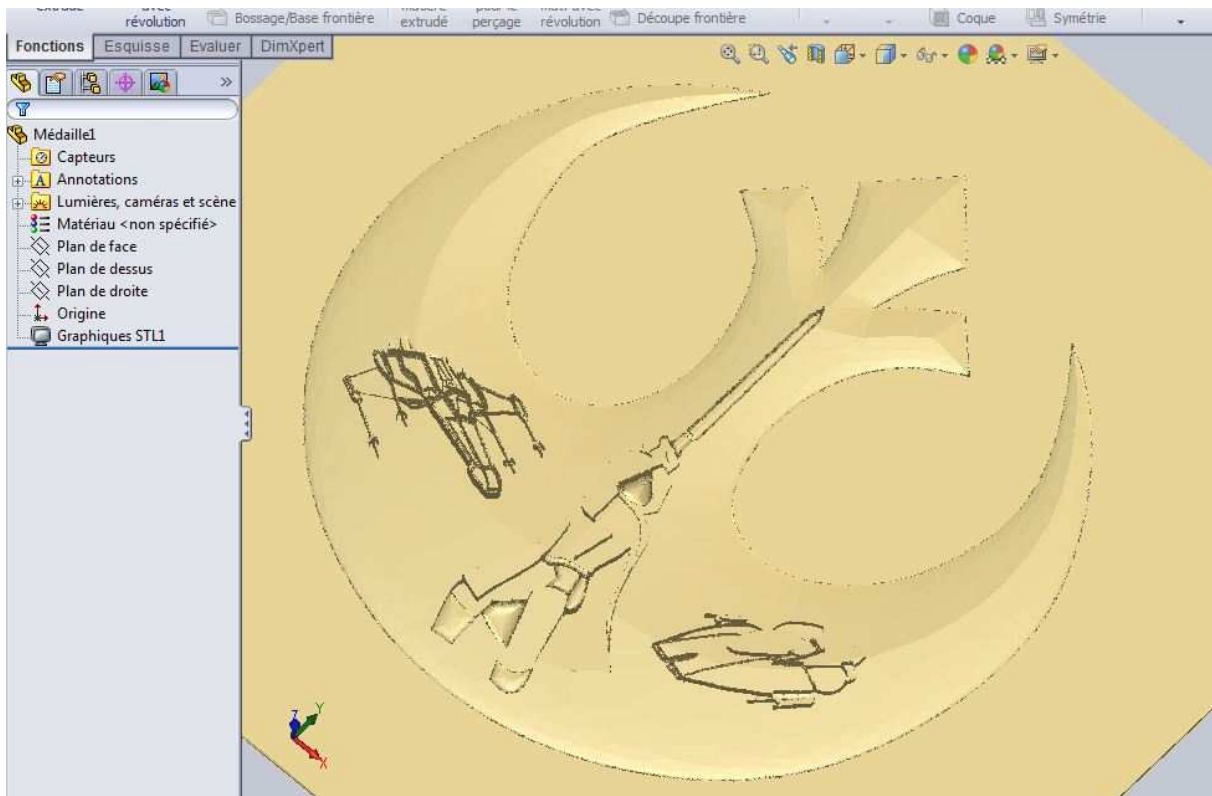 révolution Bossage/Base frontière extrudé perçage révolution Découpe frontière Coque Symétrie
Fonctions Esquisse Evaluer DimXpert
Médaille1
Capteurs
Annotations
Lumières, caméras et scène
Matériau <non spécifié>
Plan de face
Plan de dessus
Plan de droite
Origine
Graphiques STL1
Z Y
X